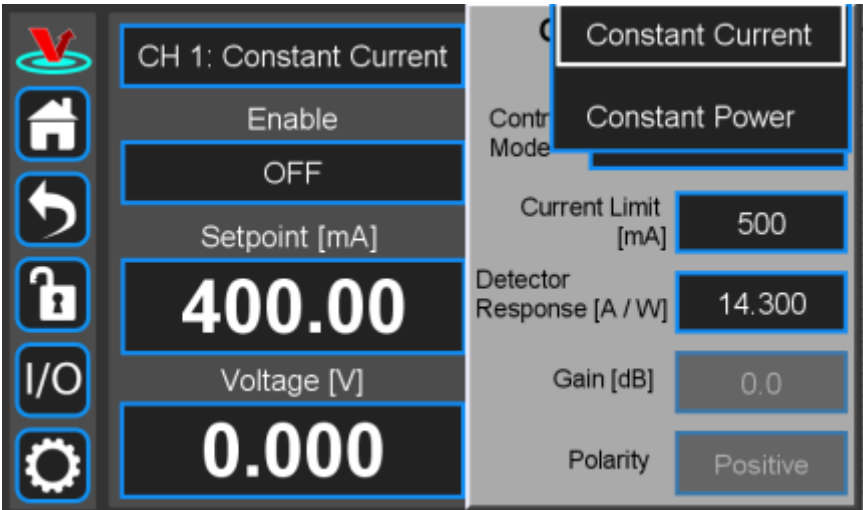 CH 1: Constant Current
Enable
OFF
Setpoint [mA]
400.00
Voltage [V]
0.000
I/O
Constant Current
Constant Power
Mode
Current Limit
[mA]
500
Detector
Response [A / W]
14.300
Gain [dB]
0.0
Polarity
Positive